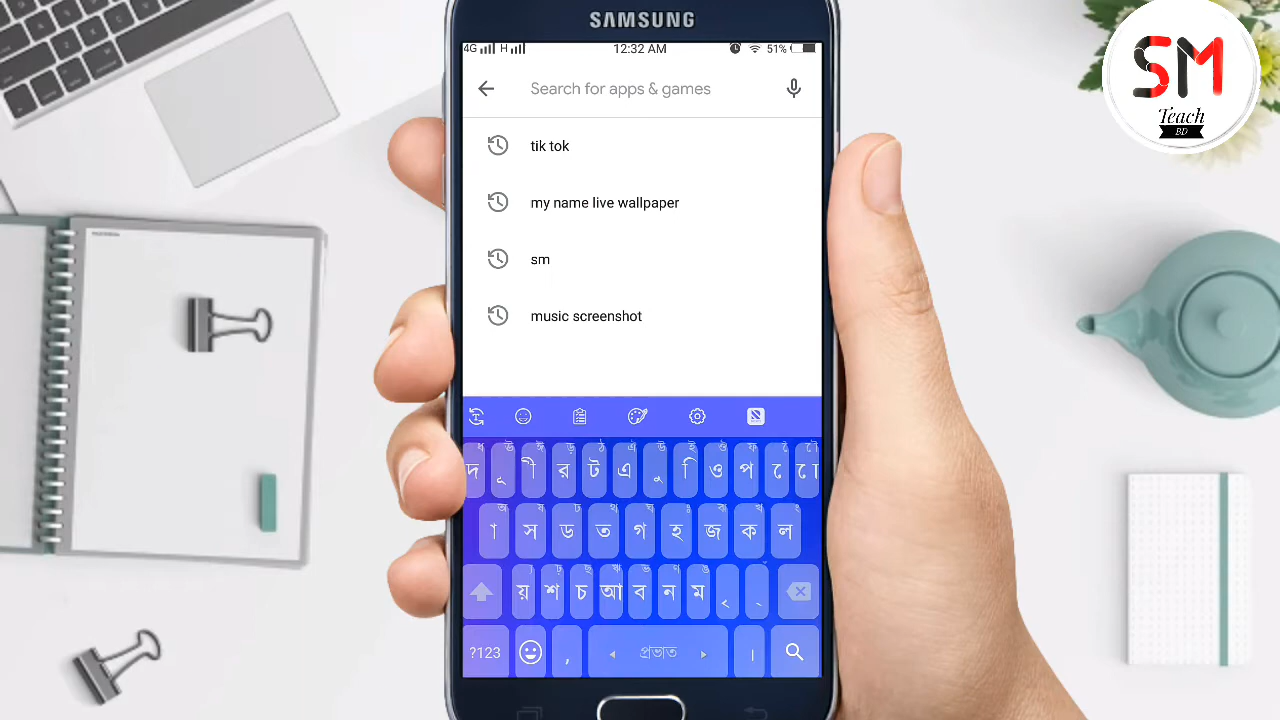 SAMSUNG
4G H 12:32 AM 51%
Search for apps & games
tik tok
my name live wallpaper
sm
music screenshot
দ ূ ী র ট এ ু ি ও প ে ো
া স ড ত গ হ জ ক ল
য় শ চ আ ব ন ম ্
?123 , প্রভাত ।
SM
Teach
BD